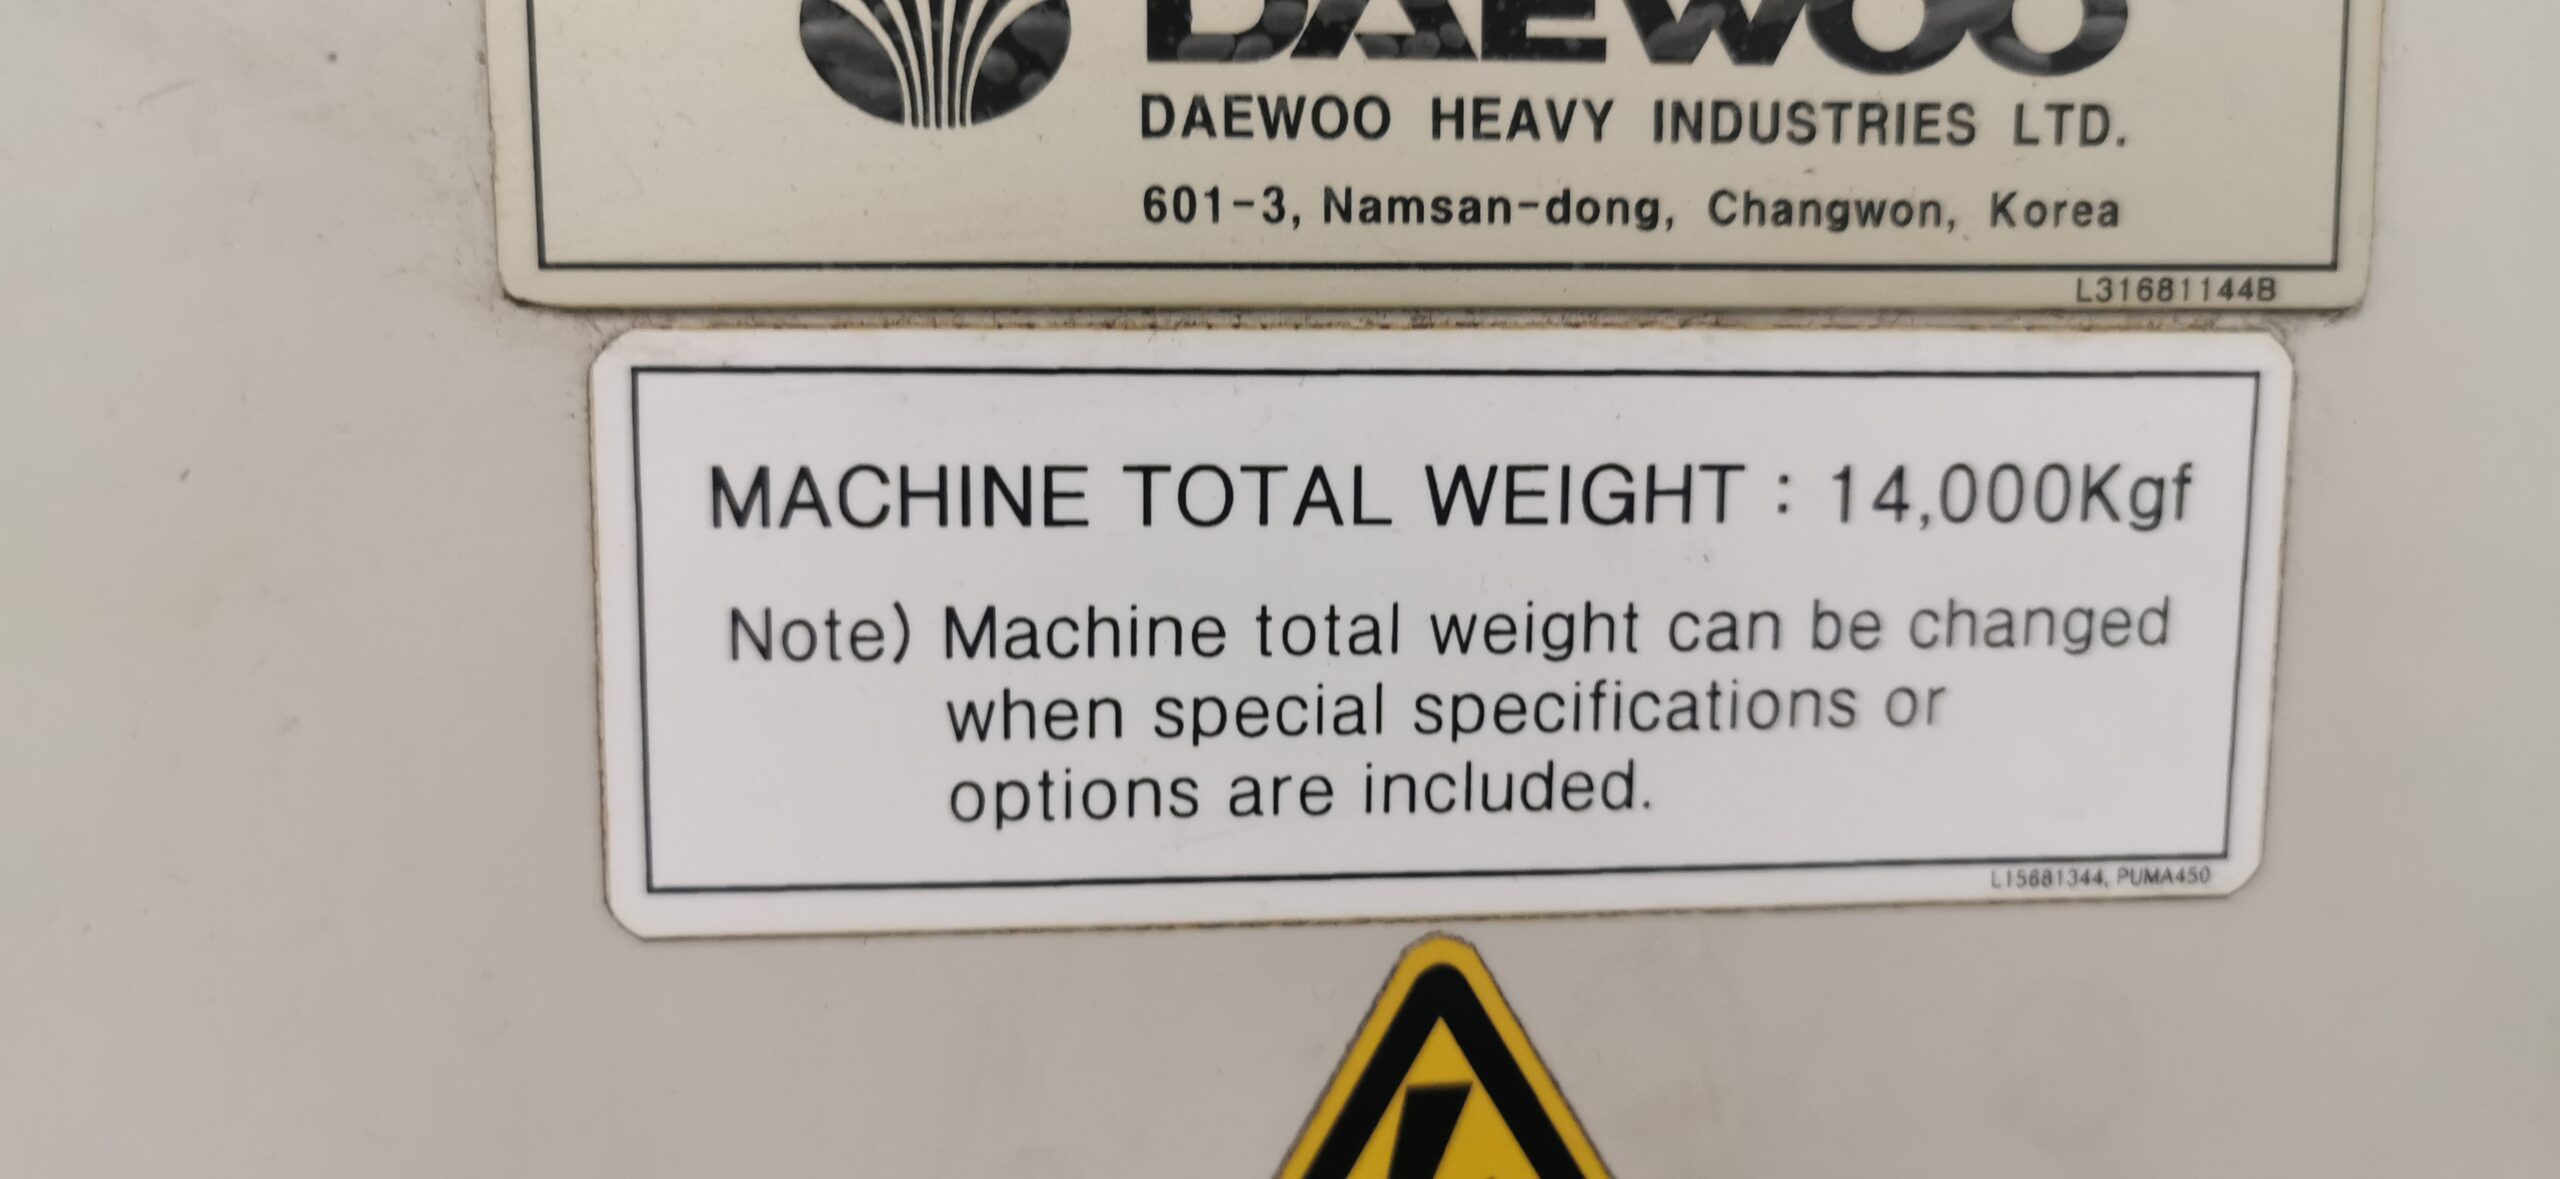 DAEWOO
DAEWOO HEAVY INDUSTRIES LTD.
601-3, Namsan-dong, Changwon, Korea
L31681144B
MACHINE TOTAL WEIGHT : 14,000Kgf
Note) Machine total weight can be changed
when special specifications or
options are included.
L15681344, PUMA450